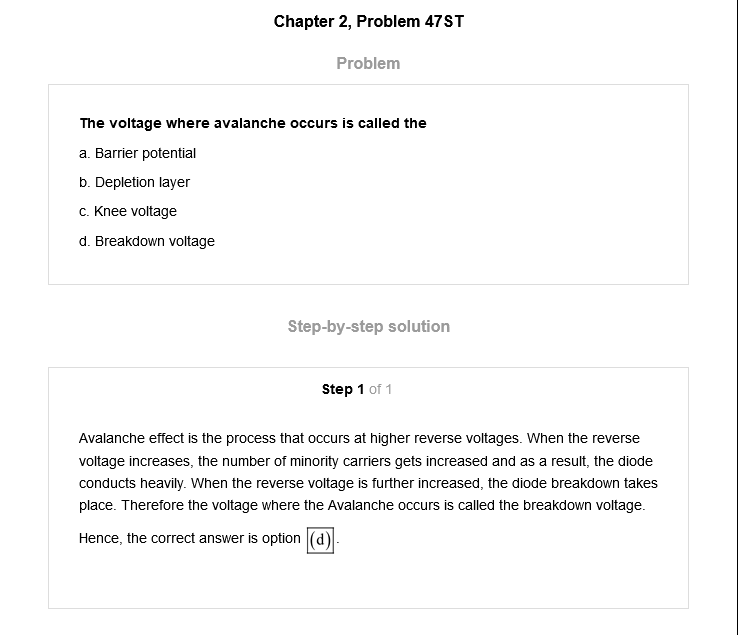 Chapter 2, Problem 47ST
Problem
The voltage where avalanche occurs is called the
a. Barrier potential
b. Depletion layer
c. Knee voltage
d. Breakdown voltage
Step-by-step solution
Step 1 of 1
Avalanche effect is the process that occurs at higher reverse voltages. When the reverse
voltage increases, the number of minority carriers gets increased and as a result, the diode
conducts heavily. When the reverse voltage is further increased, the diode breakdown takes
place. Therefore the voltage where the Avalanche occurs is called the breakdown voltage.
Hence, the correct answer is option (d).